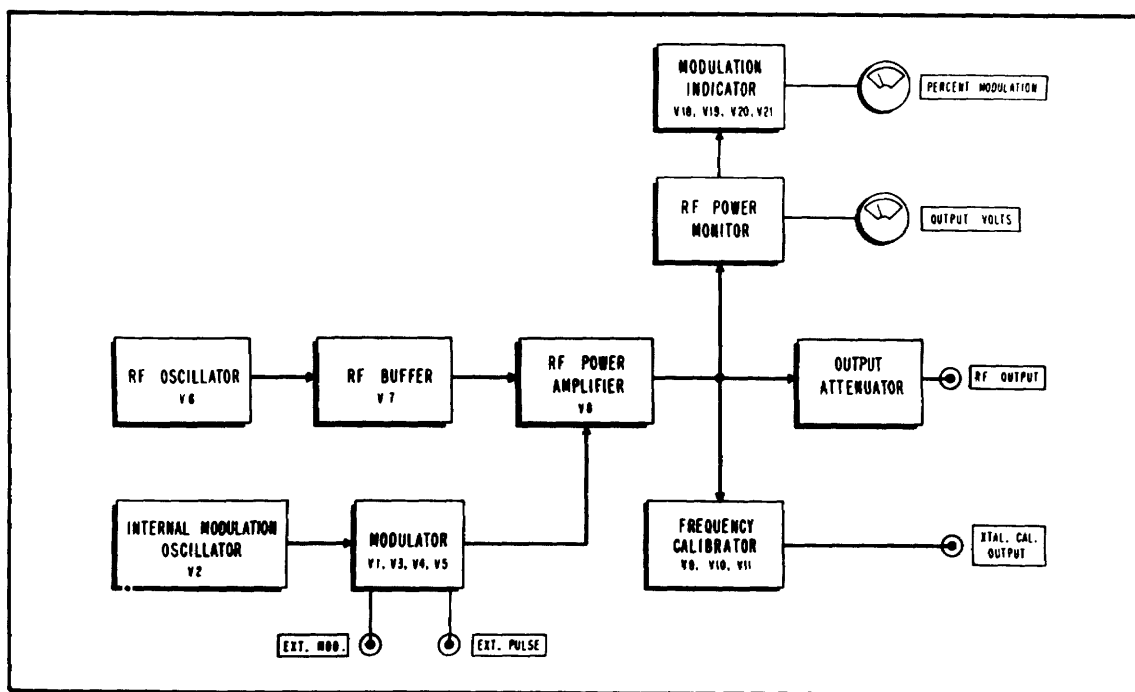 MODULATION
INDICATOR
V18, V19, V20, V21
PERCENT MODULATION
RF POWER
MONITOR
OUTPUT VOLTS
RF OSCILLATOR
V6
RF BUFFER
V7
RF POWER
AMPLIFIER
V8
OUTPUT
ATTENUATOR
RF OUTPUT
INTERNAL MODULATION
OSCILLATOR
V2
MODULATOR
V1, V3, V4, V5
FREQUENCY
CALIBRATOR
V9, V10, V11
XTAL. CAL.
OUTPUT
EXT. MOD.
EXT. PULSE